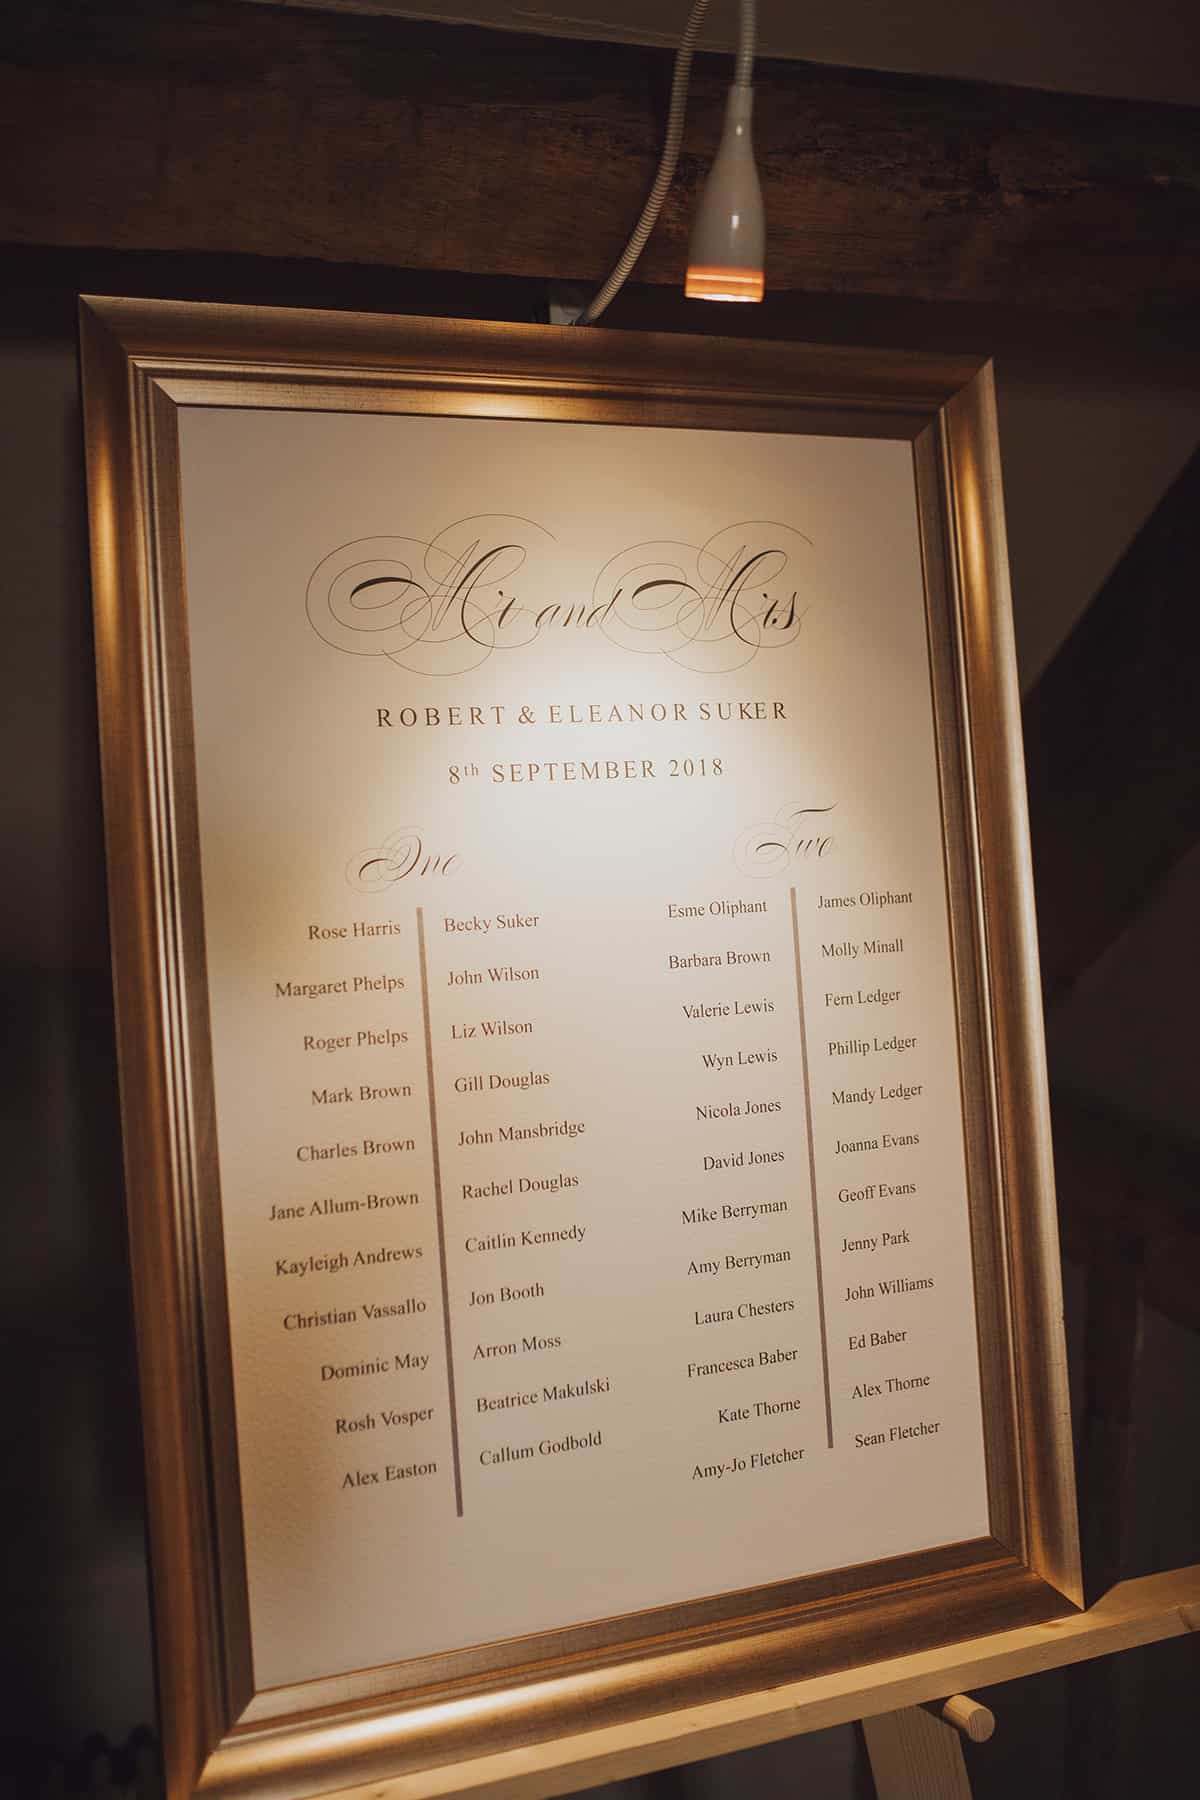 Mr and Mrs
ROBERT & ELEANOR SUKER
8th SEPTEMBER 2018
One
Rose Harris
Margaret Phelps
Roger Phelps
Mark Brown
Charles Brown
Jane Allum-Brown
Kayleigh Andrews
Christian Vassallo
Dominic May
Rosh Vosper
Alex Easton
Becky Suker
John Wilson
Liz Wilson
Gill Douglas
John Mansbridge
Rachel Douglas
Caitlin Kennedy
Jon Booth
Arron Moss
Beatrice Makulski
Callum Godbold
Two
Esme Oliphant
Barbara Brown
Valerie Lewis
Wyn Lewis
Nicola Jones
David Jones
Mike Berryman
Amy Berryman
Laura Chesters
Francesca Baber
Kate Thorne
Amy-Jo Fletcher
James Oliphant
Molly Minall
Fern Ledger
Phillip Ledger
Mandy Ledger
Joanna Evans
Geoff Evans
Jenny Park
John Williams
Ed Baber
Alex Thorne
Sean Fletcher